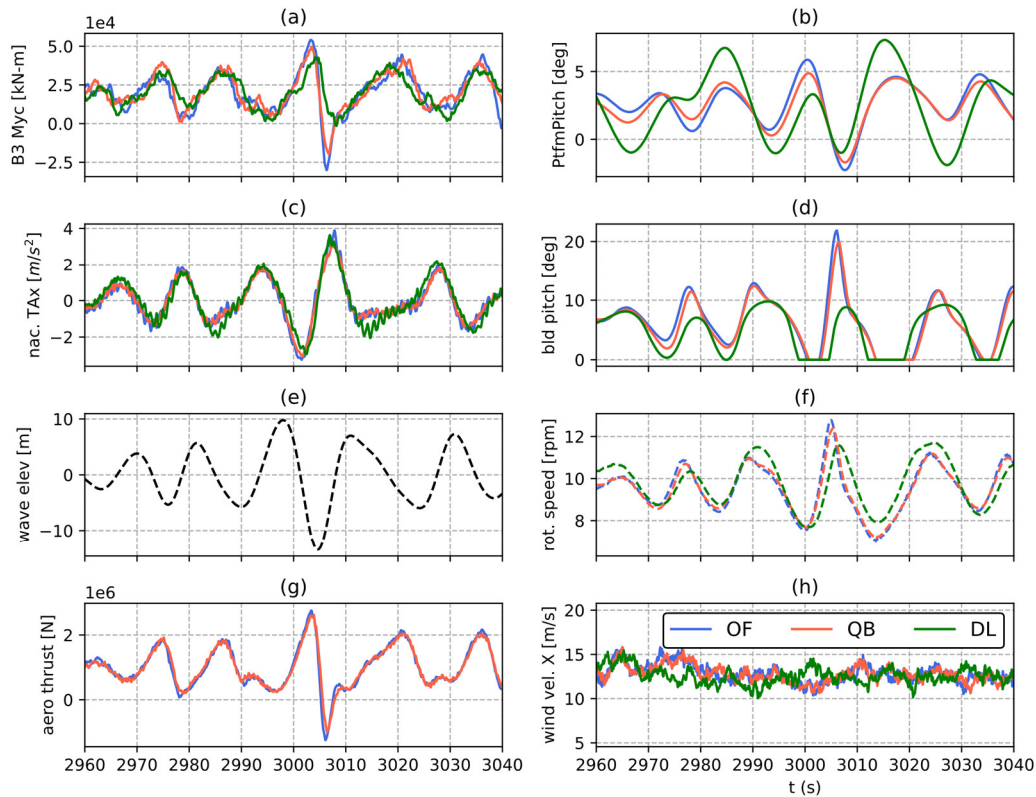 (a)
1e4
5.0
2.5
0.0
−2.5
B3 Myc [kN-m]
(b)
5
0
PtfmPitch [deg]
(c)
4
2
0
−2
nac. TAx [m/s²]
(d)
20
10
0
bld pitch [deg]
(e)
10
0
−10
wave elev [m]
(f)
12
10
8
rot. speed [rpm]
(g)
1e6
2
0
aero thrust [N]
2960 2970 2980 2990 3000 3010 3020 3030 3040
(h)
20
15
10
5
wind vel. X [m/s]
OF QB DL
2960 2970 2980 2990 3000 3010 3020 3030 3040
t (s)